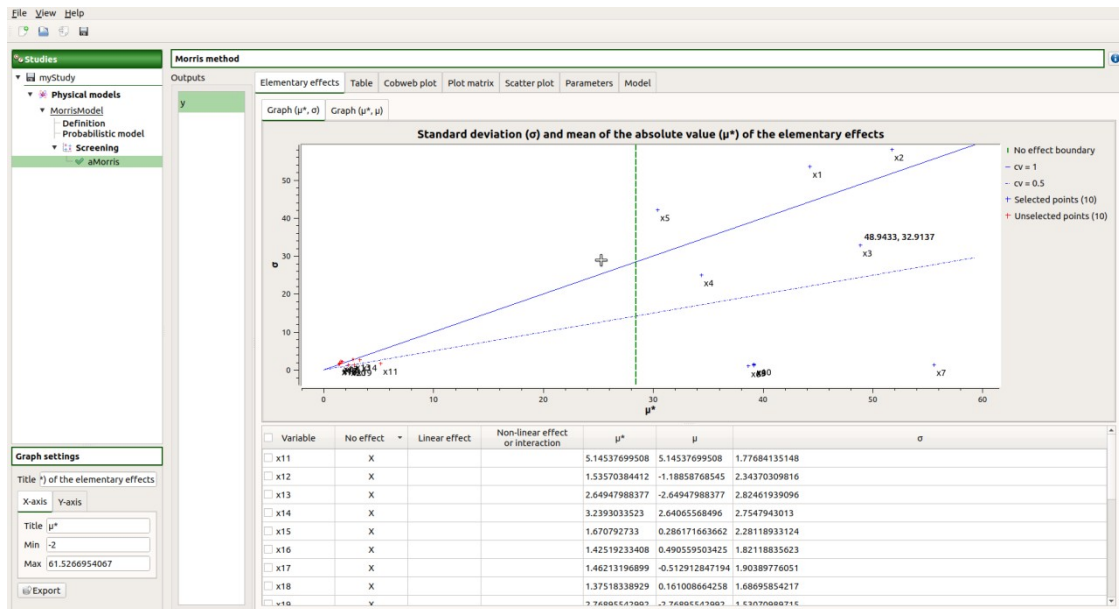 File View Help
Studies
myStudy
Physical models
MorrisModel
Definition
Probabilistic model
Screening
aMorris
Morris method
Outputs
y
Elementary effects Table Cobweb plot Plot matrix Scatter plot Parameters Model
Graph (μ*, σ) Graph (μ*, μ)
Standard deviation (σ) and mean of the absolute value (μ*) of the elementary effects
No effect boundary
cv = 1
cv = 0.5
Selected points (10)
Unselected points (10)
σ
50
40
30
20
10
0
x2
x1
x5
48.9433, 32.9137
x3
x4
x11
x7
0 10 20 30 40 50 60
μ*
Variable No effect Linear effect Non-linear effect or interaction μ* μ σ
x11 X 5.14537699508 5.14537699508 1.77684135148
x12 X 1.53570384412 -1.18858768545 2.34370309816
x13 X 2.64947988377 -2.64947988377 2.82461939096
x14 X 3.2393033523 2.64065568496 2.7547943013
x15 X 1.670792733 0.286171663662 2.28118933124
x16 X 1.42519233408 0.490559503425 1.82118835623
x17 X 1.46213196899 -0.512912847194 1.90389776051
x18 X 1.37518338929 0.161008664258 1.68695854217
x19 X 2.76895542992 -2.76895542992 1.53070989715
Graph settings
Title *) of the elementary effects
X-axis Y-axis
Title μ*
Min -2
Max 61.5266954067
Export